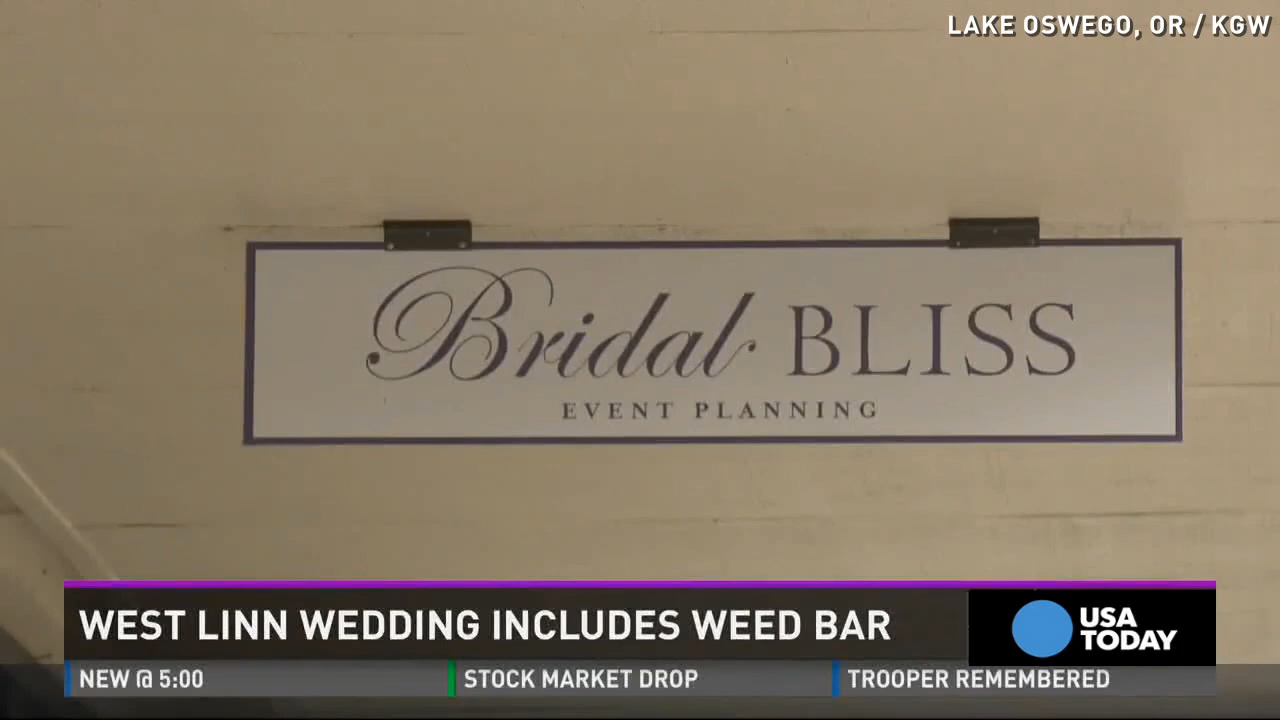 LAKE OSWEGO, OR / KGW
Bridal BLISS
EVENT PLANNING
WEST LINN WEDDING INCLUDES WEED BAR
USA
TODAY
NEW @ 5:00
STOCK MARKET DROP
TROOPER REMEMBERED